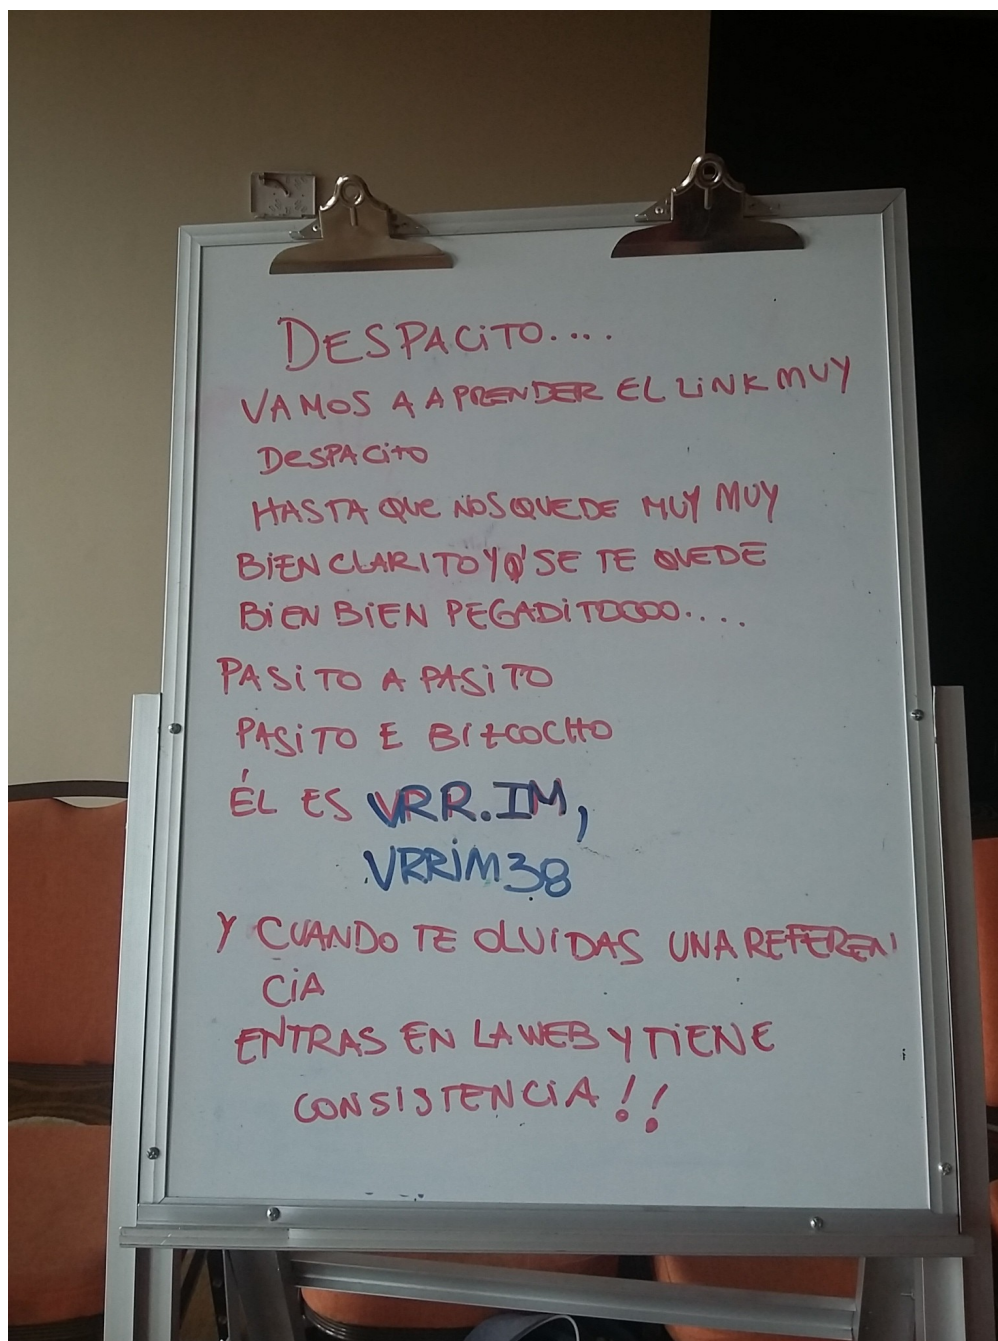 DESPACiTO....
VAMOS A APRENDER EL LiNK MUY
DESPACiTO
HASTA QUE NOS QUEDE MUY MUY
BiEN CLARITO Y Q' SE TE QUEDE
BiEN BiEN PEGADiTOOOO....
PASiTO A PASiTO
PASiTO E BizCOCHO
ÉL ES VRR.IM,
VRRiM38
Y CUANDO TE OLViDAS UNA REFEREN
CiA
ENTRAS EN LA WEB Y TiENE
CONSiSTENCiA!!